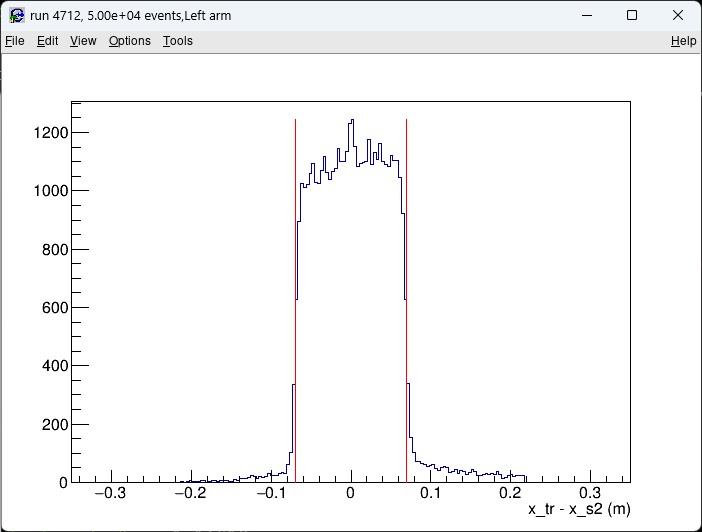 run 4712, 5.00e+04 events,Left arm
File Edit View Options Tools Help
1200
1000
800
600
400
200
0
−0.3 −0.2 −0.1 0 0.1 0.2 0.3
x_tr - x_s2 (m)